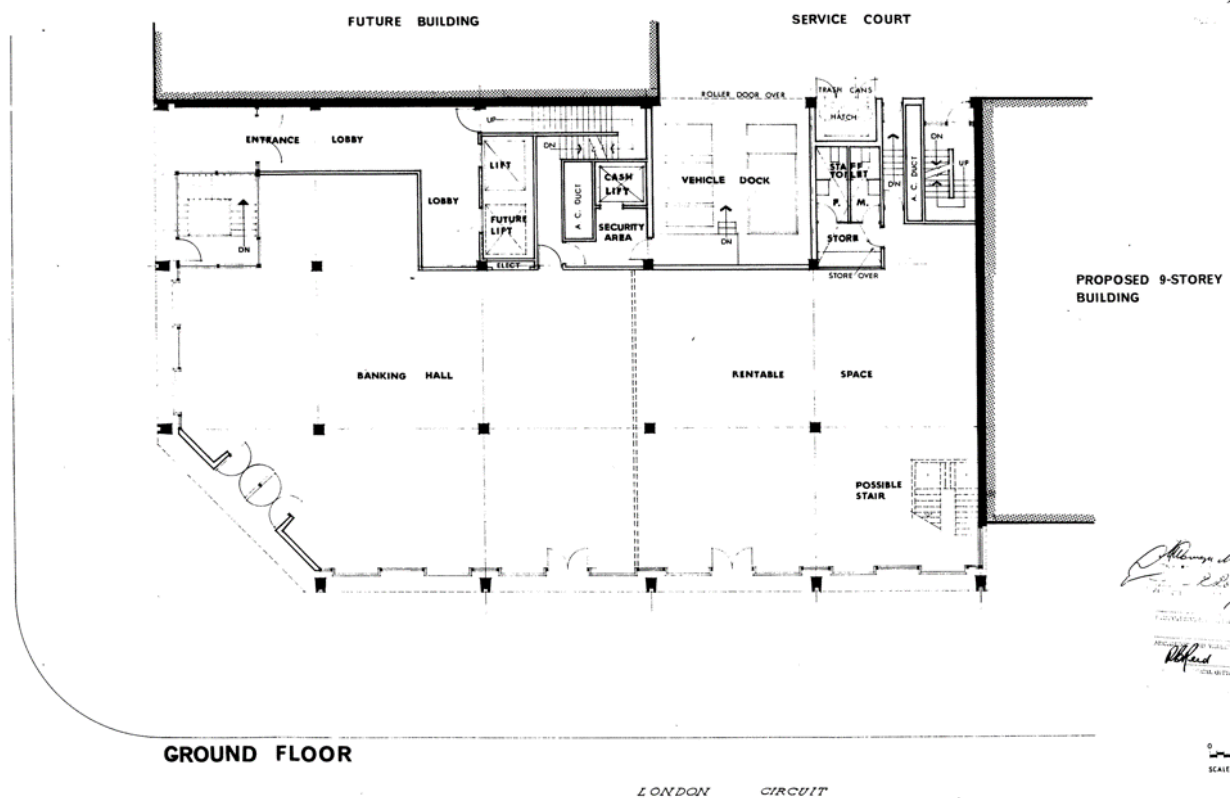 FUTURE BUILDING
SERVICE COURT
ROLLER DOOR OVER
TRASH CANS
HATCH
UP
ENTRANCE LOBBY
DN
LIFT
CASH LIFT
A.C. DUCT
VEHICLE DOCK
STAFF TOILET
F. M.
DN
A.C. DUCT
DN
UP
LOBBY
FUTURE LIFT
SECURITY AREA
DN
STORE
DN
ELECT
STORE OVER
PROPOSED 9-STOREY
BUILDING
BANKING HALL
RENTABLE SPACE
POSSIBLE
STAIR
GROUND FLOOR
0
SCALE
LONDON CIRCUIT